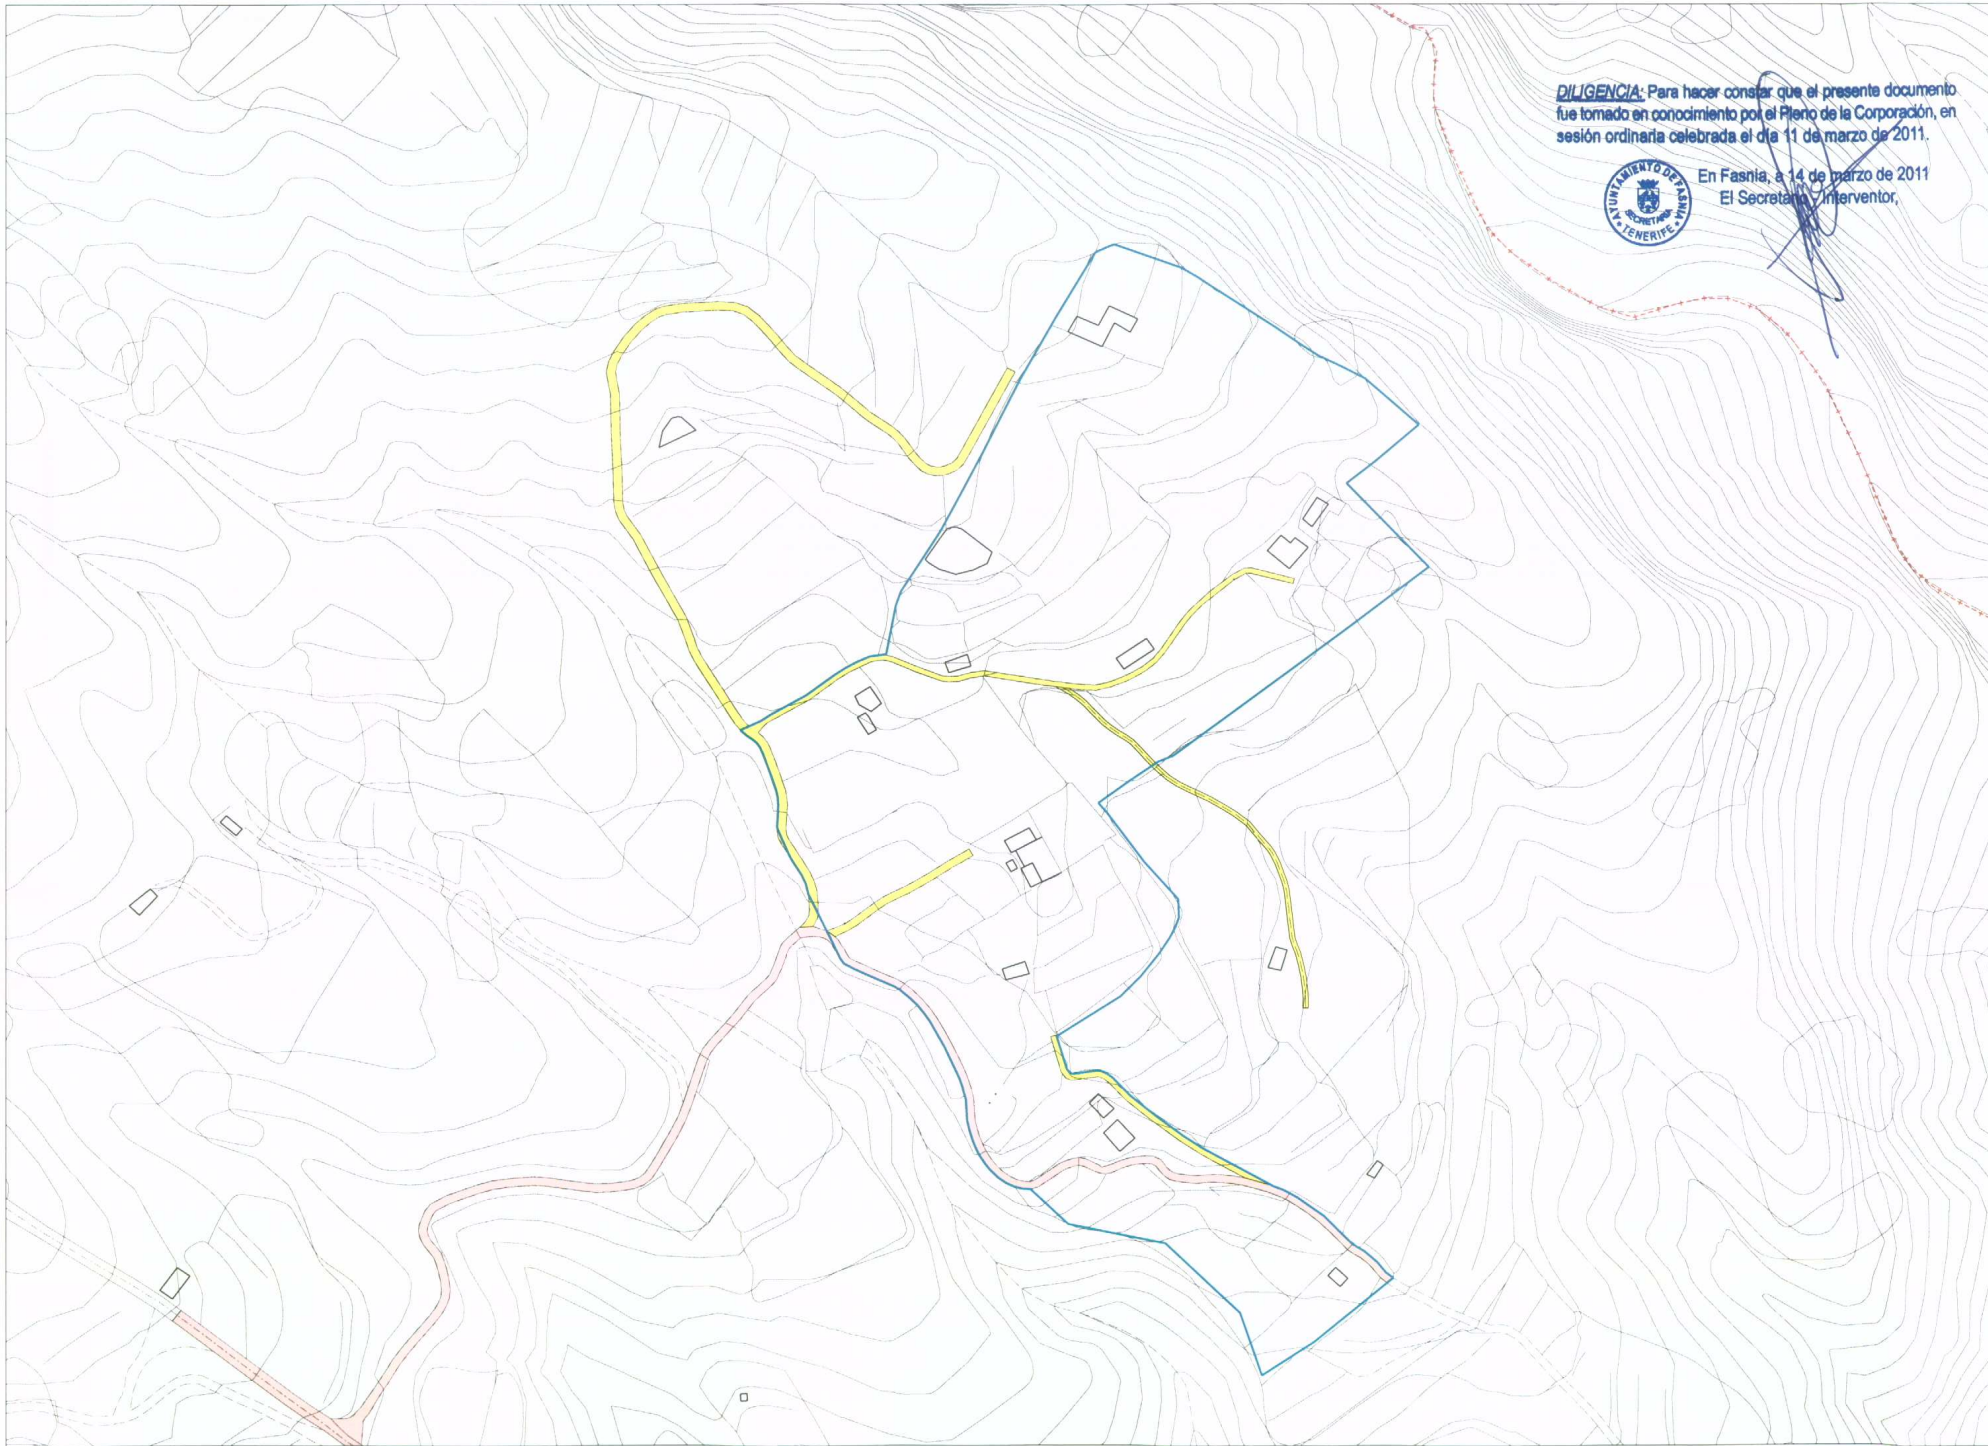 DILIGENCIA: Para hacer constar que el presente documento
fue tomado en conocimiento por el Pleno de la Corporación, en
sesión ordinaria celebrada el día 11 de marzo de 2011.
En Fasnia, a 14 de marzo de 2011
El Secretario - Interventor,
AYUNTAMIENTO DE FASNIA
SECRETARIA
TENERIFE